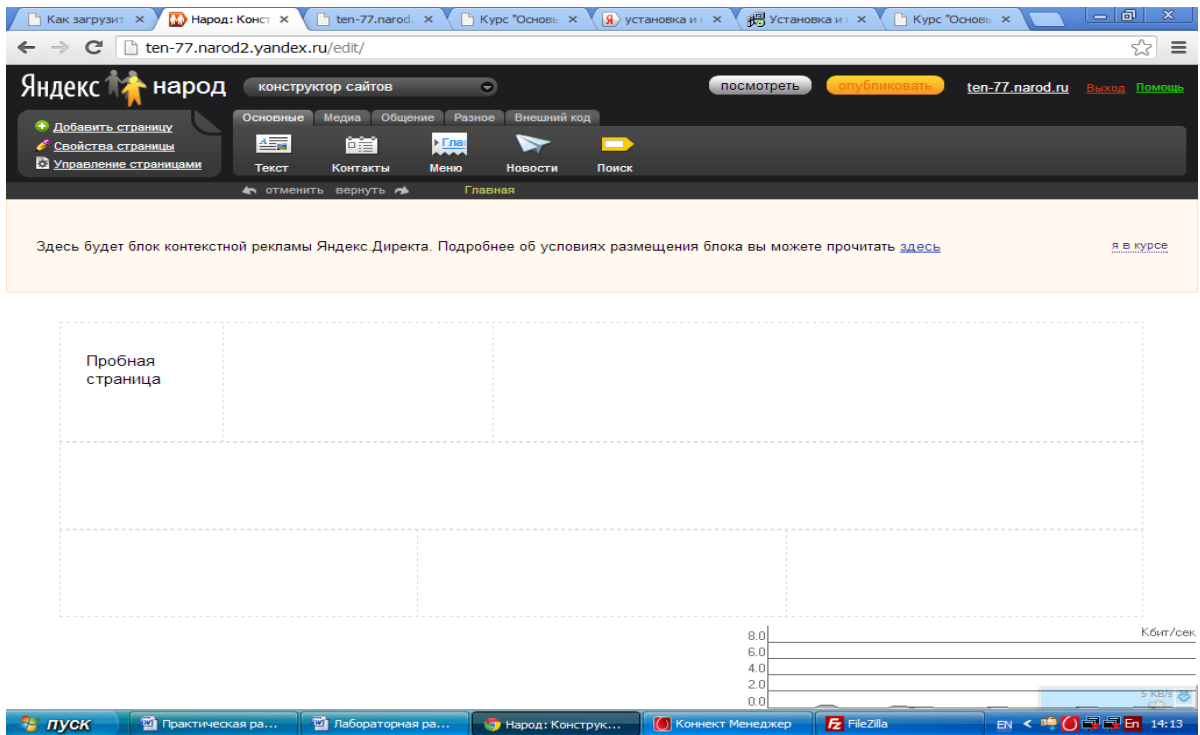 Как загрузит
Народ: Конст
ten-77.narod.
Курс "Основы
установка и
Установка и
Курс "Основы
ten-77.narod2.yandex.ru/edit/
Яндекс народ
конструктор сайтов
посмотреть
опубликовать
ten-77.narod.ru
Выход
Помощь
Добавить страницу
Свойства страницы
Управление страницами
Основные
Медиа
Общение
Разное
Внешний код
Гла
Текст
Контакты
Меню
Новости
Поиск
отменить
вернуть
Главная
Здесь будет блок контекстной рекламы Яндекс.Директа. Подробнее об условиях размещения блока вы можете прочитать здесь
я в курсе
Пробная
страница
Кбит/сек
8.0
6.0
4.0
2.0
0.0
5 KB/s
пуск
Практическая ра...
Лабораторная ра...
Народ: Конструк...
Коннект Менеджер
FileZilla
EN
En
14:13